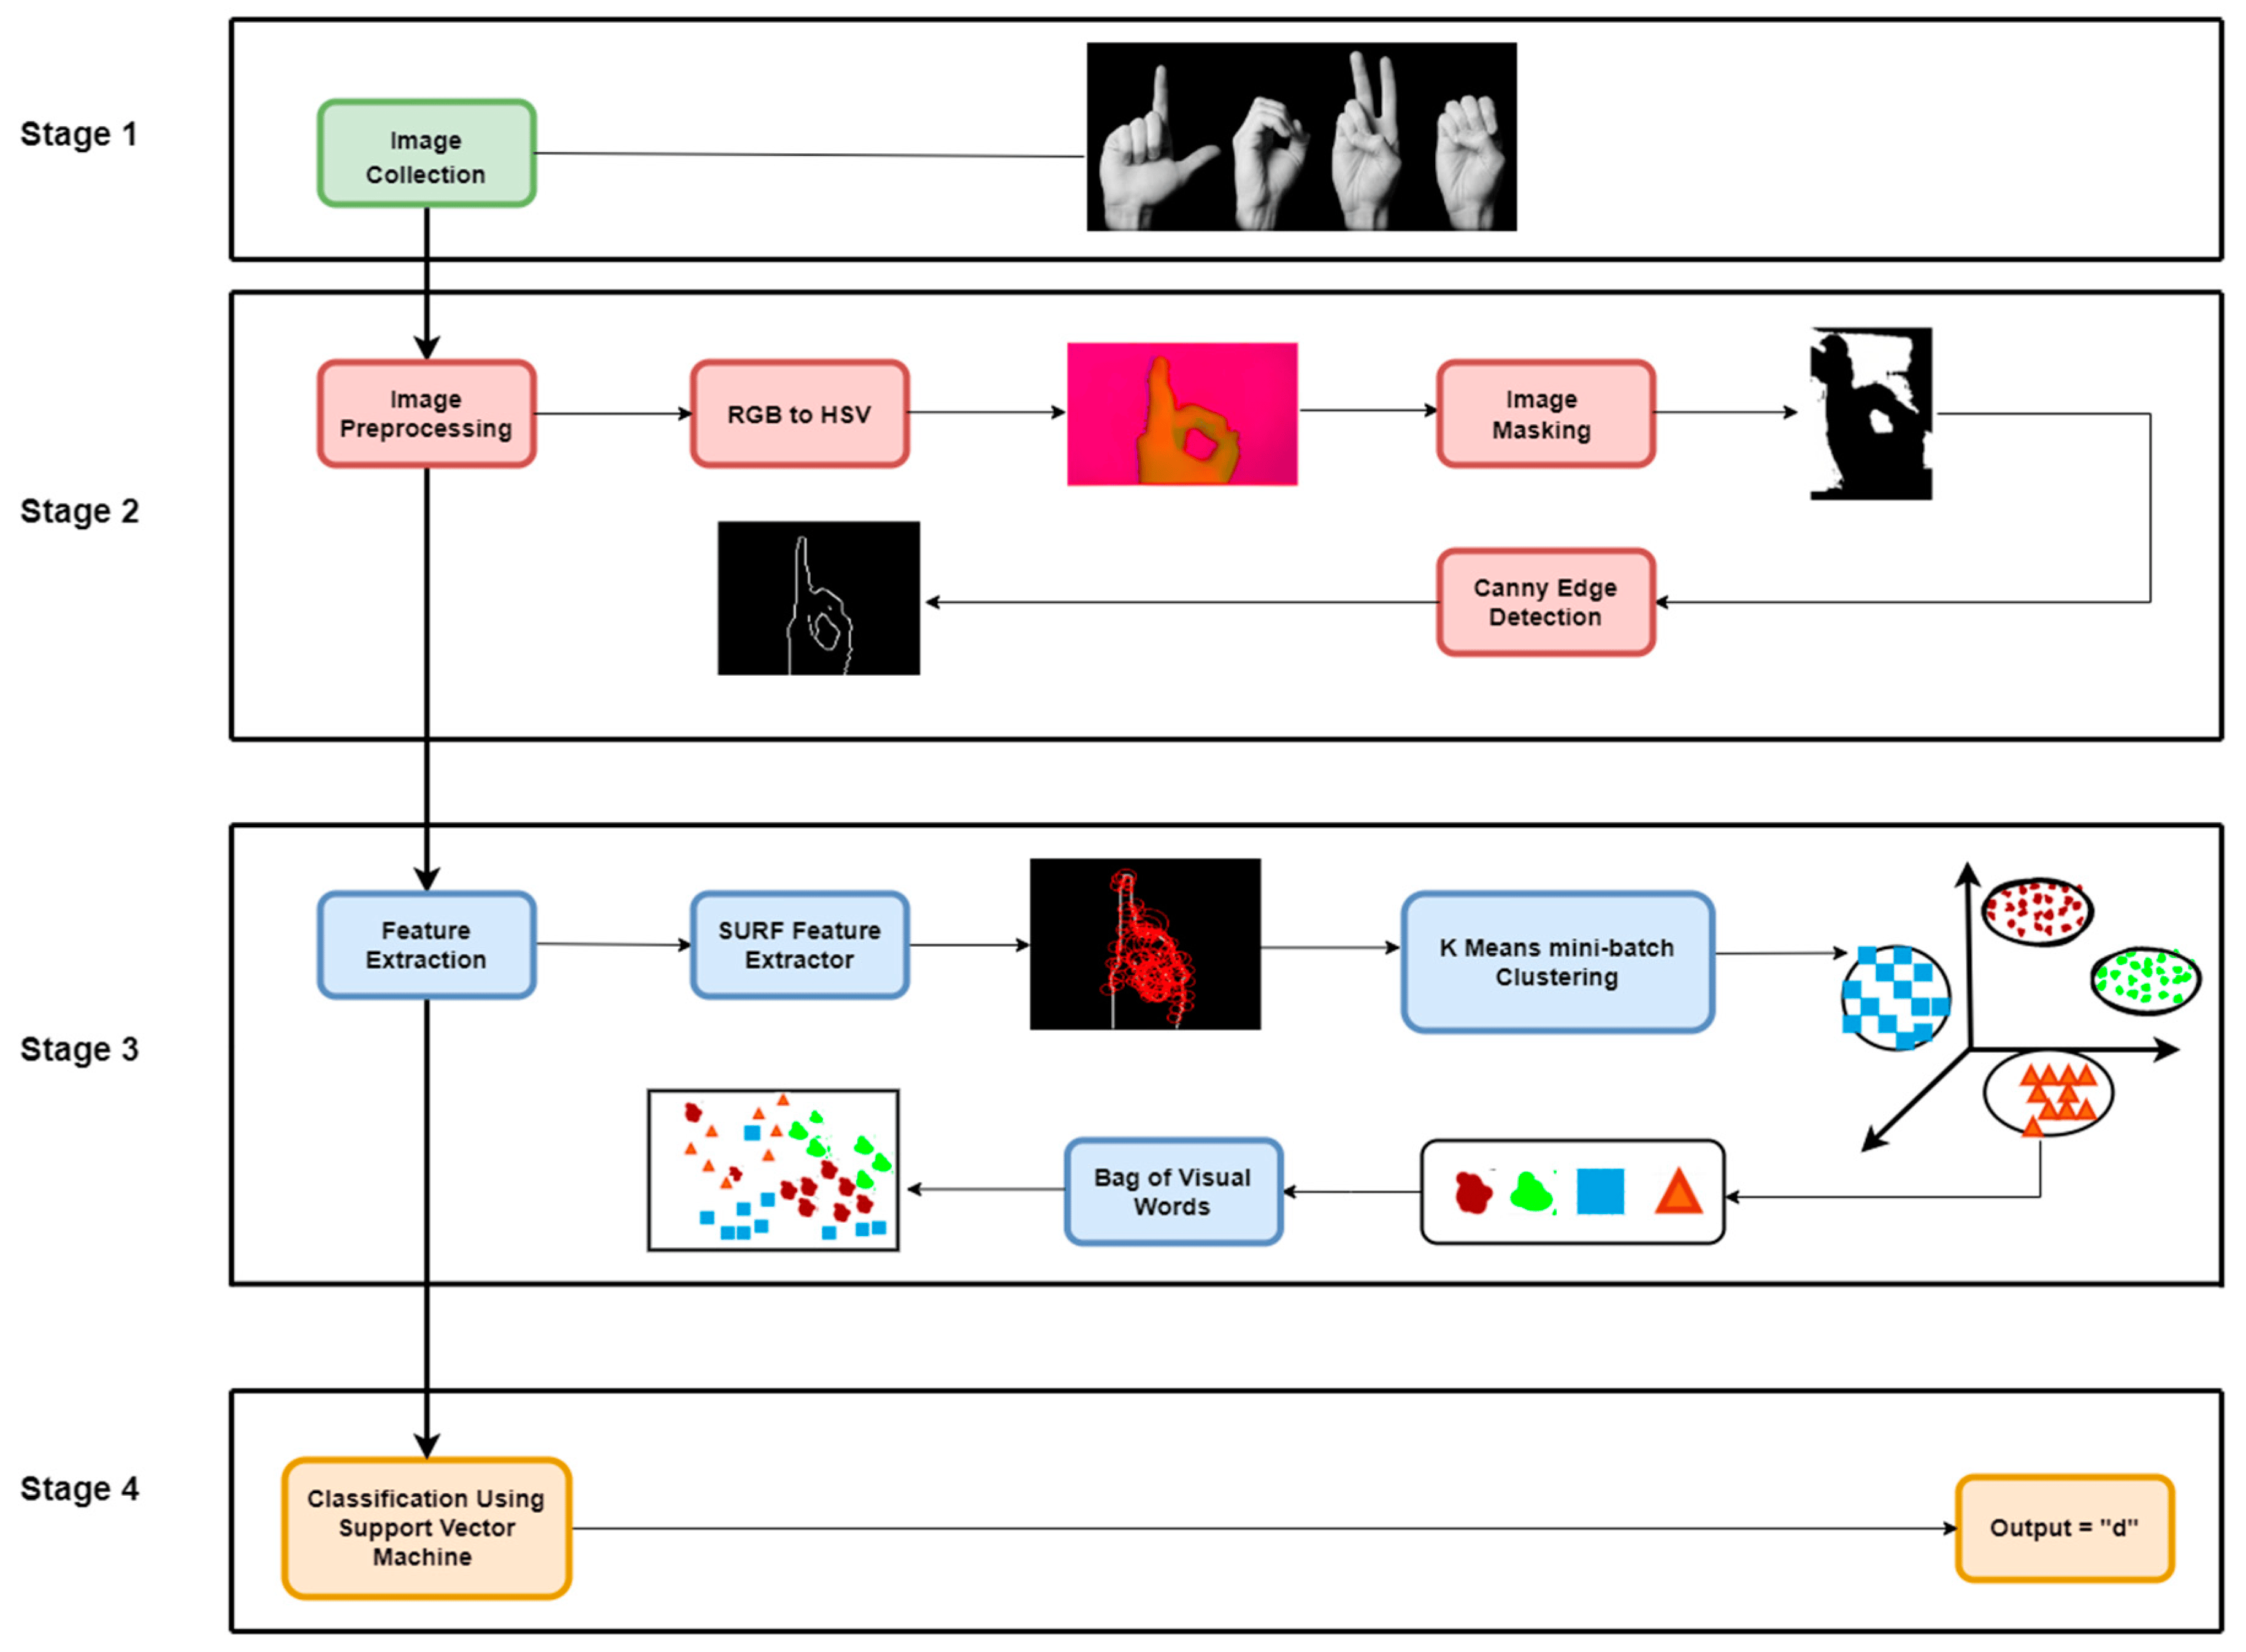 Stage 1
Image
Collection
Stage 2
Image
Preprocessing
RGB to HSV
Image
Masking
Canny Edge
Detection
Stage 3
Feature
Extraction
SURF Feature
Extractor
K Means mini-batch
Clustering
Bag of Visual
Words
Stage 4
Classification Using
Support Vector
Machine
Output = "d"